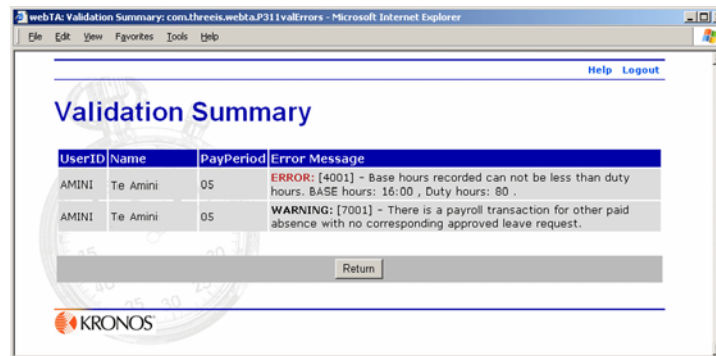 webTA: Validation Summary: com.threeis.webta.P311valErrors - Microsoft Internet Explorer
File Edit View Favorites Tools Help
Help Logout
Validation Summary
UserID Name PayPeriod Error Message
AMINI Te Amini 05 ERROR: [4001] - Base hours recorded can not be less than duty
hours. BASE hours: 16:00 , Duty hours: 80 .
AMINI Te Amini 05 WARNING: [7001] - There is a payroll transaction for other paid
absence with no corresponding approved leave request.
Return
KRONOS